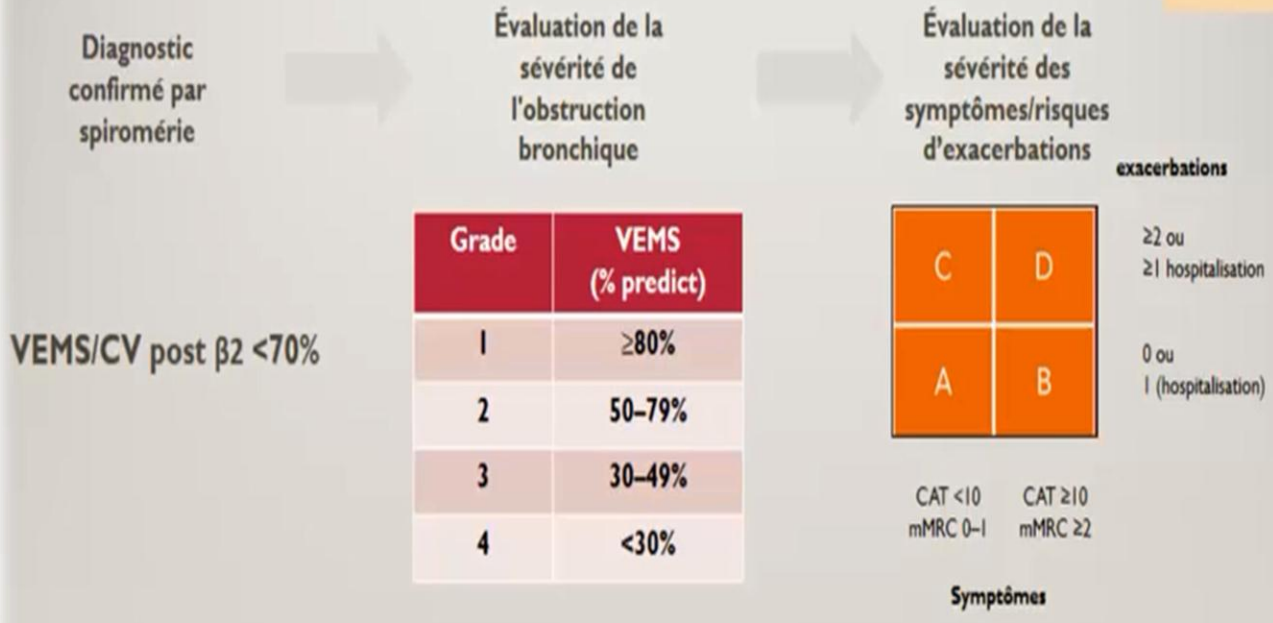 Diagnostic
confirmé par
spiromérie
Évaluation de la
sévérité de
l'obstruction
bronchique
Évaluation de la
sévérité des
symptômes/risques
d'exacerbations
exacerbations
VEMS/CV post β2 <70%
Grade VEMS
(% predict)
1 ≥80%
2 50–79%
3 30–49%
4 <30%
C D
A B
≥2 ou
≥1 hospitalisation
0 ou
1 (hospitalisation)
CAT <10 CAT ≥10
mMRC 0–1 mMRC ≥2
Symptômes